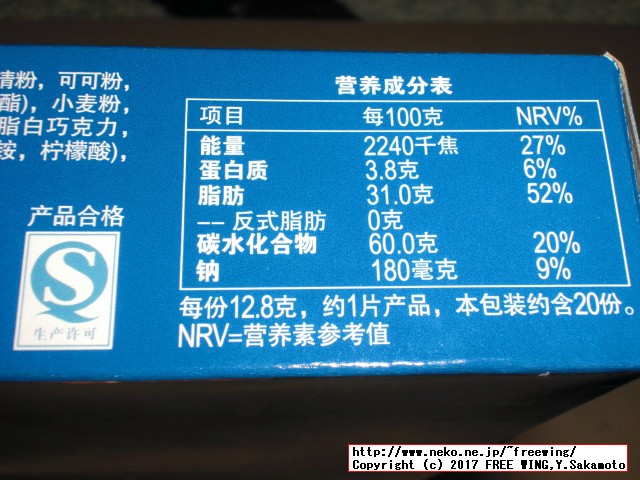 清粉，可可粉，
酯)，小麦粉，
脂白巧克力，
铵，柠檬酸)，
产品合格
S
生产许可
营养成分表
项目 每100克 NRV%
能量 2240千焦 27%
蛋白质 3.8克 6%
脂肪 31.0克 52%
-- 反式脂肪 0克
碳水化合物 60.0克 20%
钠 180毫克 9%
每份12.8克，约1片产品，本包装约含20份。
NRV=营养素参考值
http://www.neko.ne.jp/~freewing/
Copyright (c) 2017 FREE WING,Y.Sakamoto